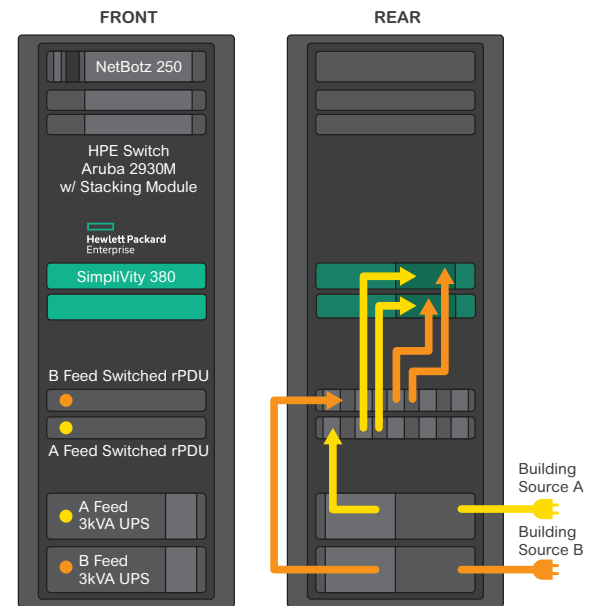 FRONT
REAR
NetBotz 250
HPE Switch
Aruba 2930M
w/ Stacking Module
Hewlett Packard
Enterprise
SimpliVity 380
B Feed Switched rPDU
A Feed Switched rPDU
A Feed
3kVA UPS
B Feed
3kVA UPS
Building
Source A
Building
Source B